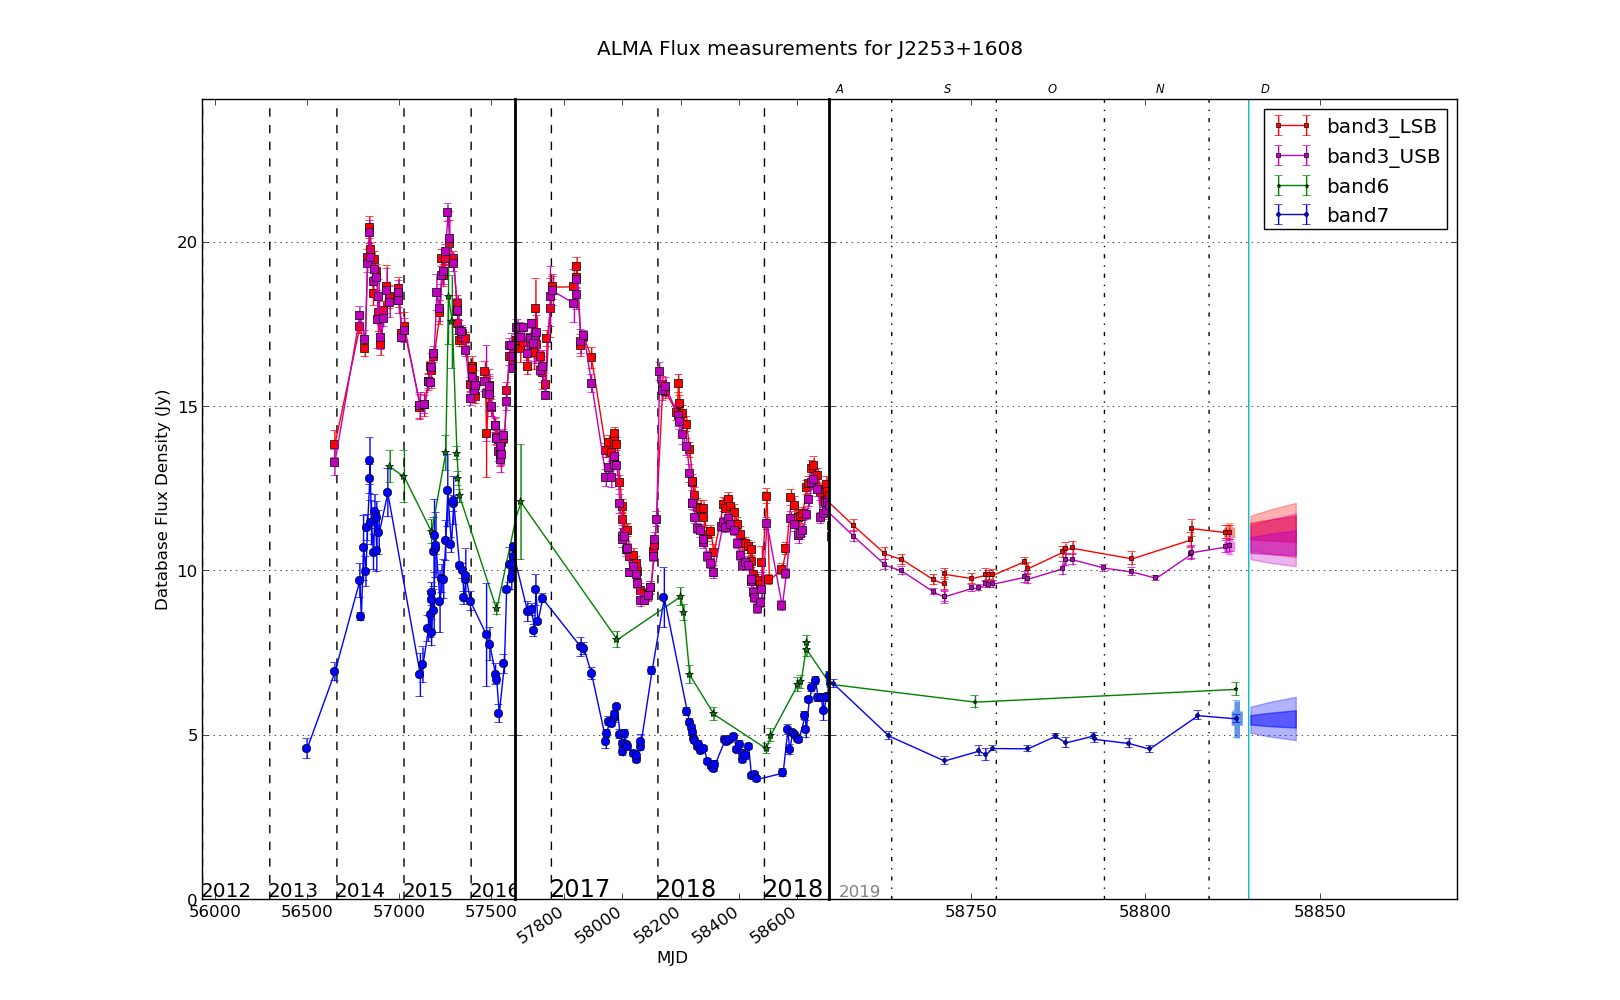 ALMA Flux measurements for J2253+1608
A S O N D
band3_LSB
band3_USB
band6
band7
20
15
10
5
0
Database Flux Density (Jy)
2012 2013 2014 2015 2016 2017 2018 2018 2019
56000 56500 57000 57500 57800 58000 58200 58400 58600 58750 58800 58850
MJD